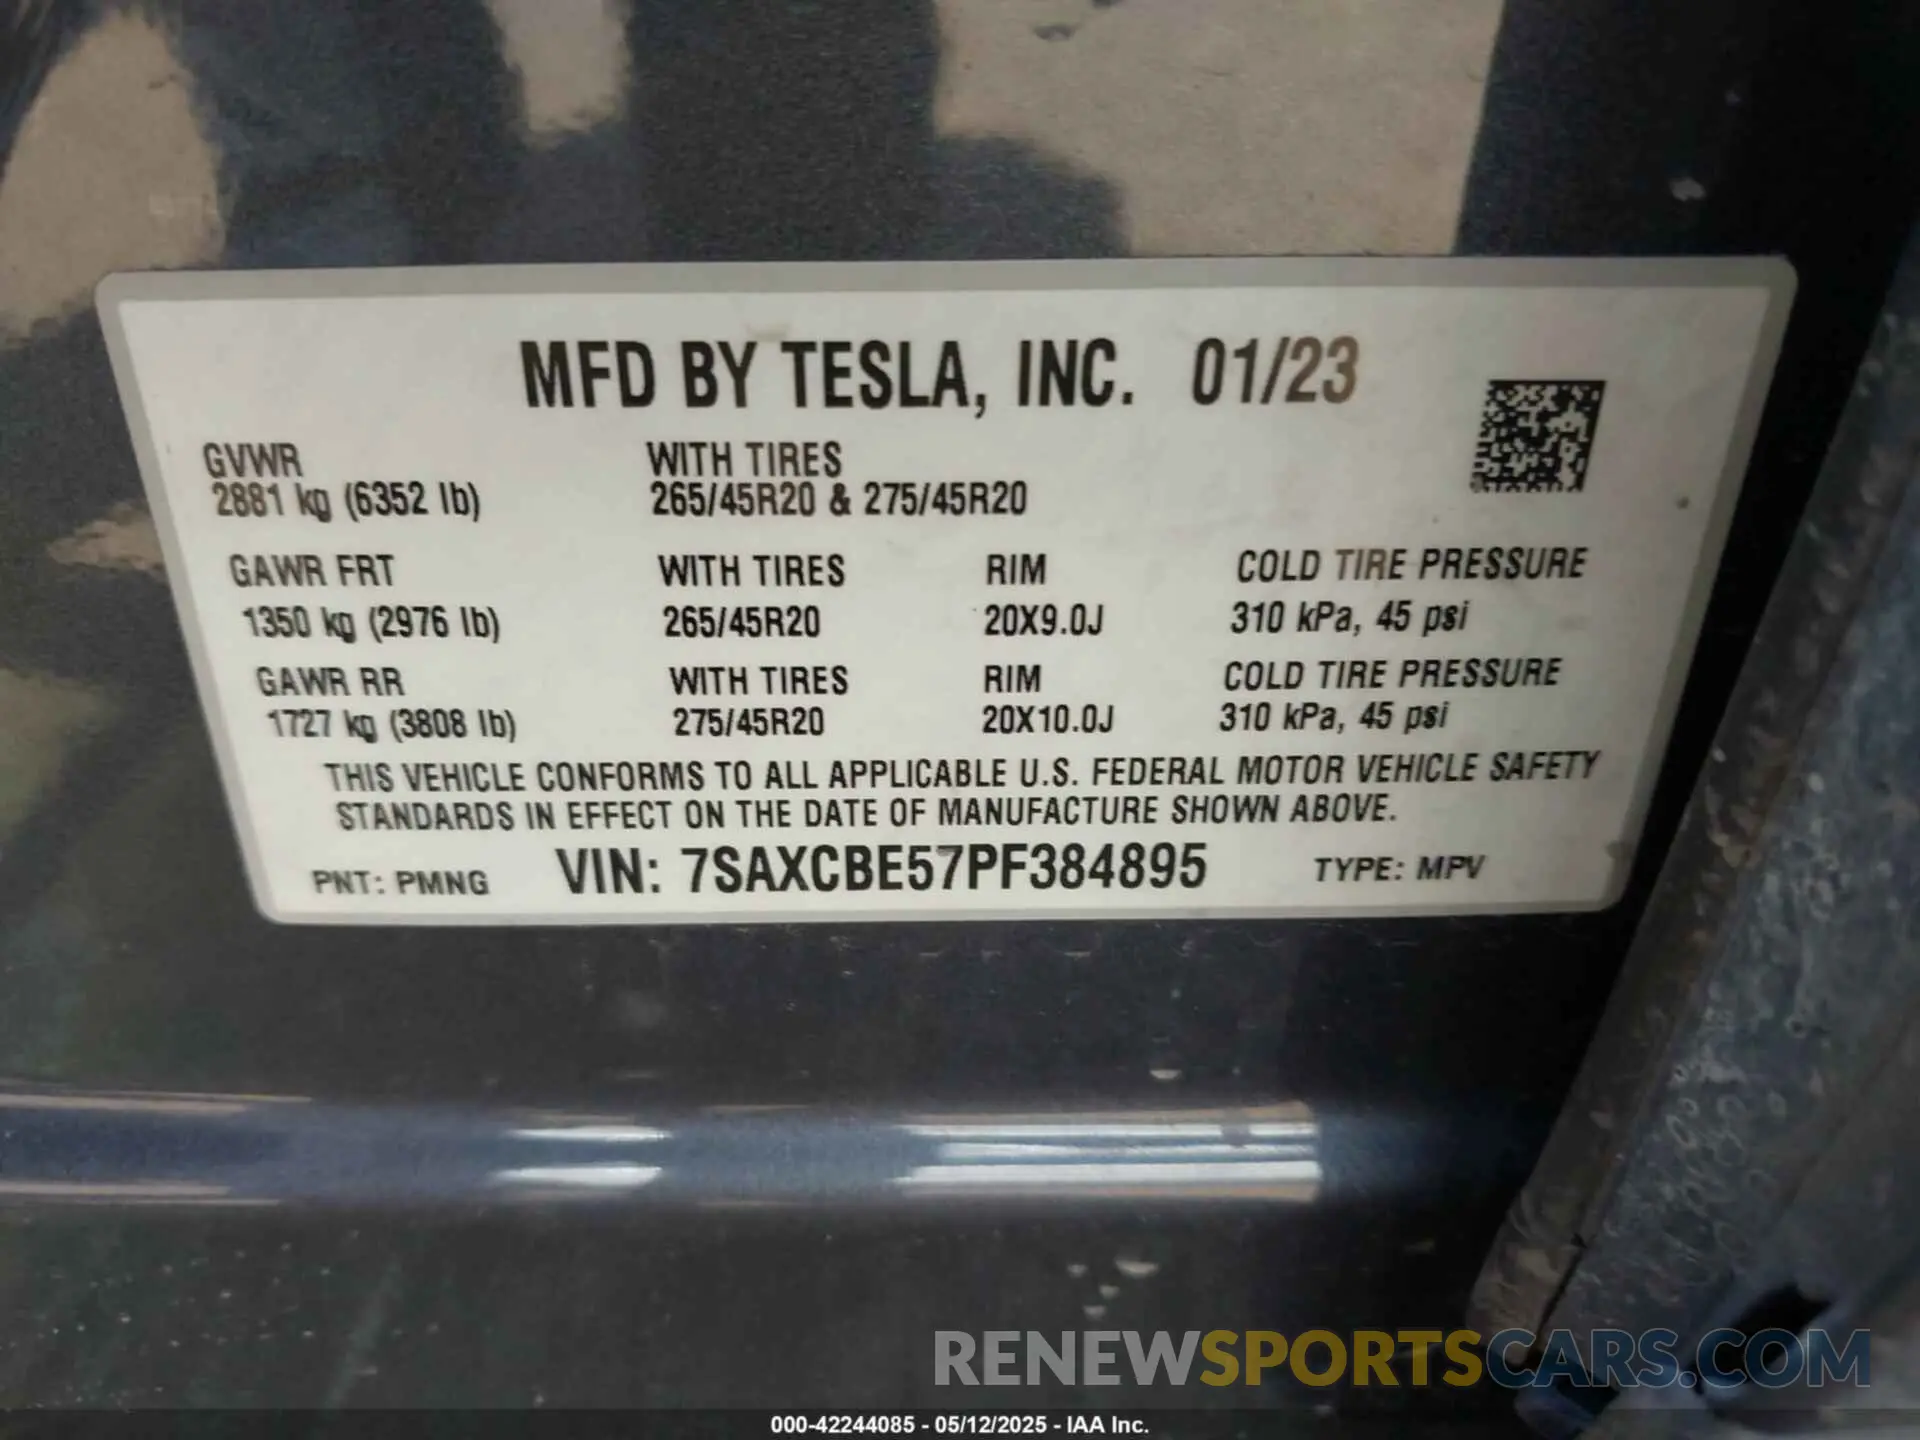 MFD BY TESLA, INC. 01/23
GVWR WITH TIRES
2881 kg (6352 lb) 265/45R20 & 275/45R20
GAWR FRT WITH TIRES RIM COLD TIRE PRESSURE
1350 kg (2976 lb) 265/45R20 20X9.0J 310 kPa, 45 psi
GAWR RR WITH TIRES RIM COLD TIRE PRESSURE
1727 kg (3808 lb) 275/45R20 20X10.0J 310 kPa, 45 psi
THIS VEHICLE CONFORMS TO ALL APPLICABLE U.S. FEDERAL MOTOR VEHICLE SAFETY
STANDARDS IN EFFECT ON THE DATE OF MANUFACTURE SHOWN ABOVE.
PNT: PMNG VIN: 7SAXCBE57PF384895 TYPE: MPV
RENEWSPORTSCARS.COM
000-42244085 - 05/12/2025 - IAA Inc.